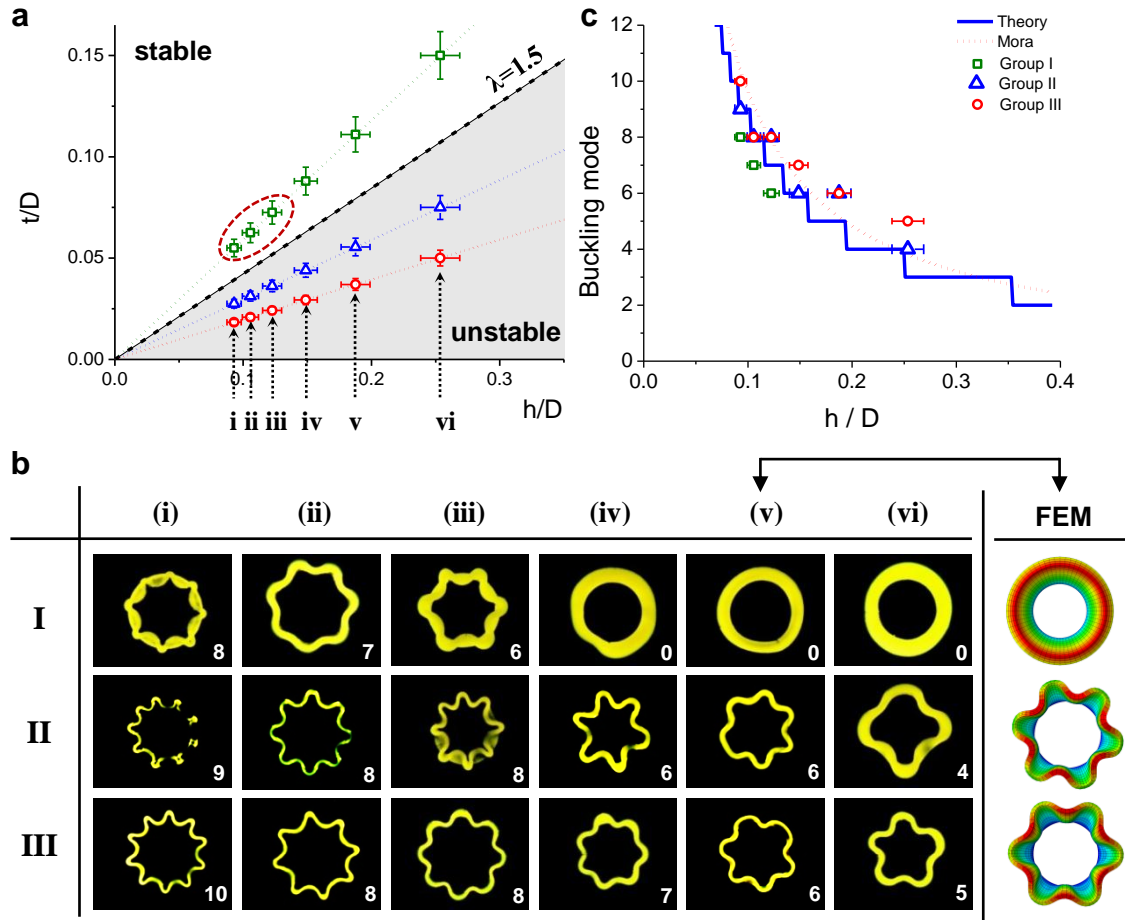 a
t/D
0.15
0.10
0.05
0.00
stable
λ=1.5
unstable
0.0
0.1
0.2
0.3
h/D
i
ii
iii
iv
v
vi
c
Buckling mode
12
10
8
6
4
2
0
Theory
Mora
Group I
Group II
Group III
0.0
0.1
0.2
0.3
0.4
h / D
b
(i) (ii) (iii) (iv) (v) (vi) FEM
I
8 7 6 0 0 0
II
9 8 8 6 6 4
III
10 8 8 7 6 5